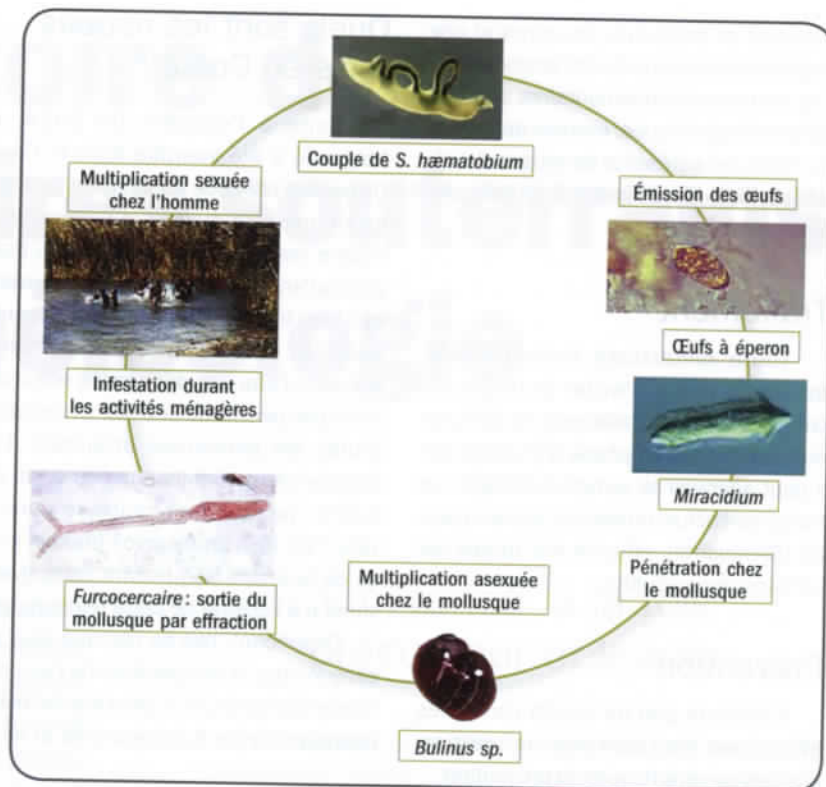 Couple de S. hæmatobium
Émission des œufs
Œufs à éperon
Miracidium
Pénétration chez
le mollusque
Multiplication asexuée
chez le mollusque
Bulinus sp.
Furcocercaire : sortie du
mollusque par effraction
Infestation durant
les activités ménagères
Multiplication sexuée
chez l'homme